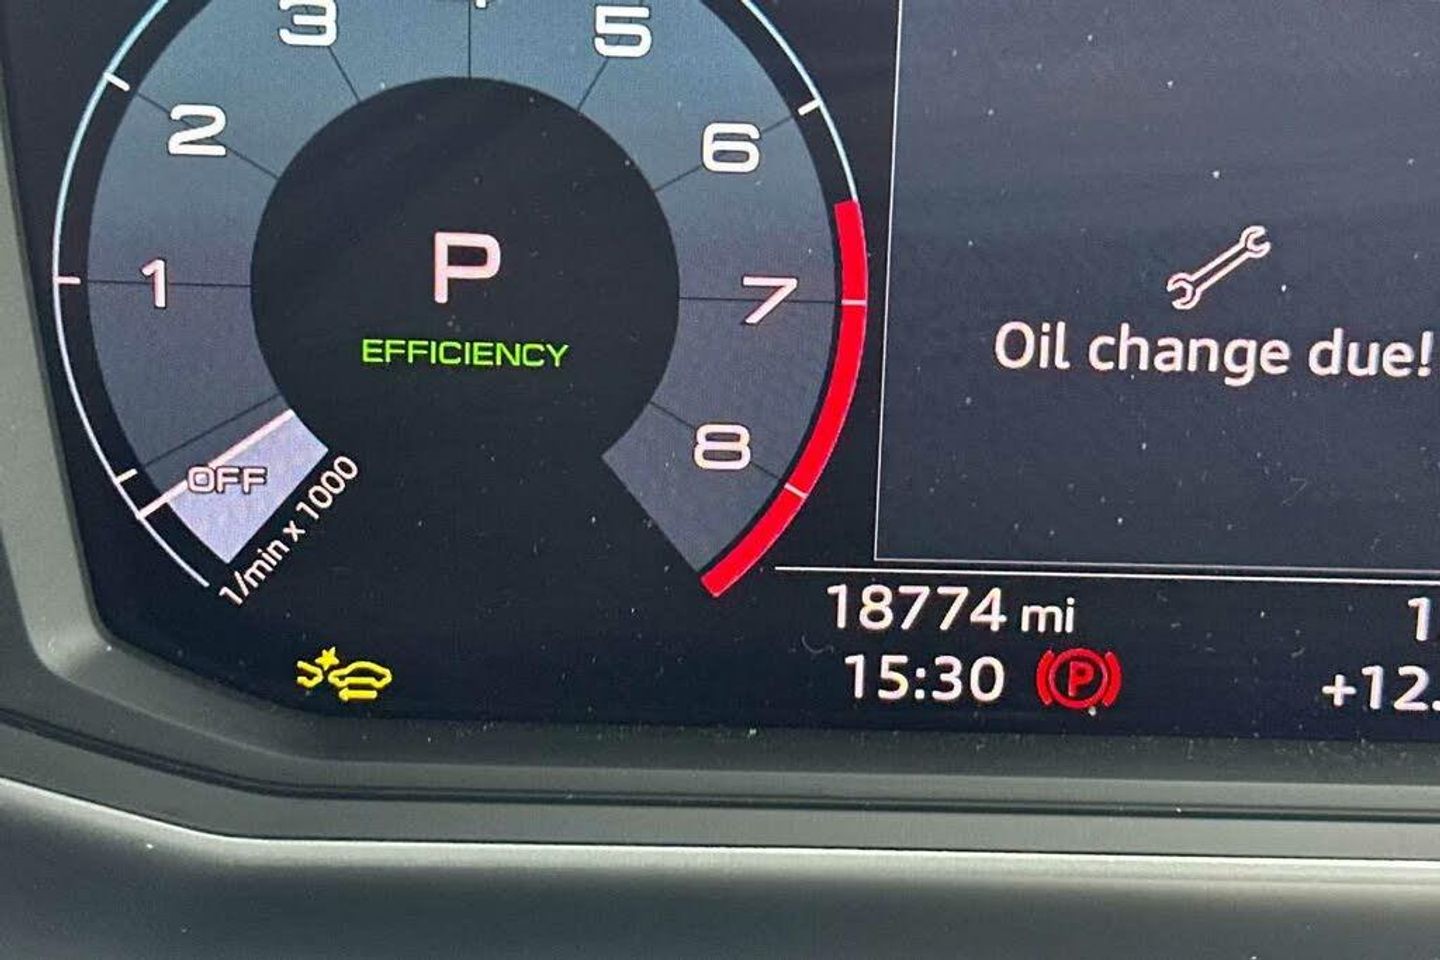 3
5
2
6
P
1
7
EFFICIENCY
Oil change due!
8
OFF
1/min x 1000
18774 mi
15:30
P
+12.